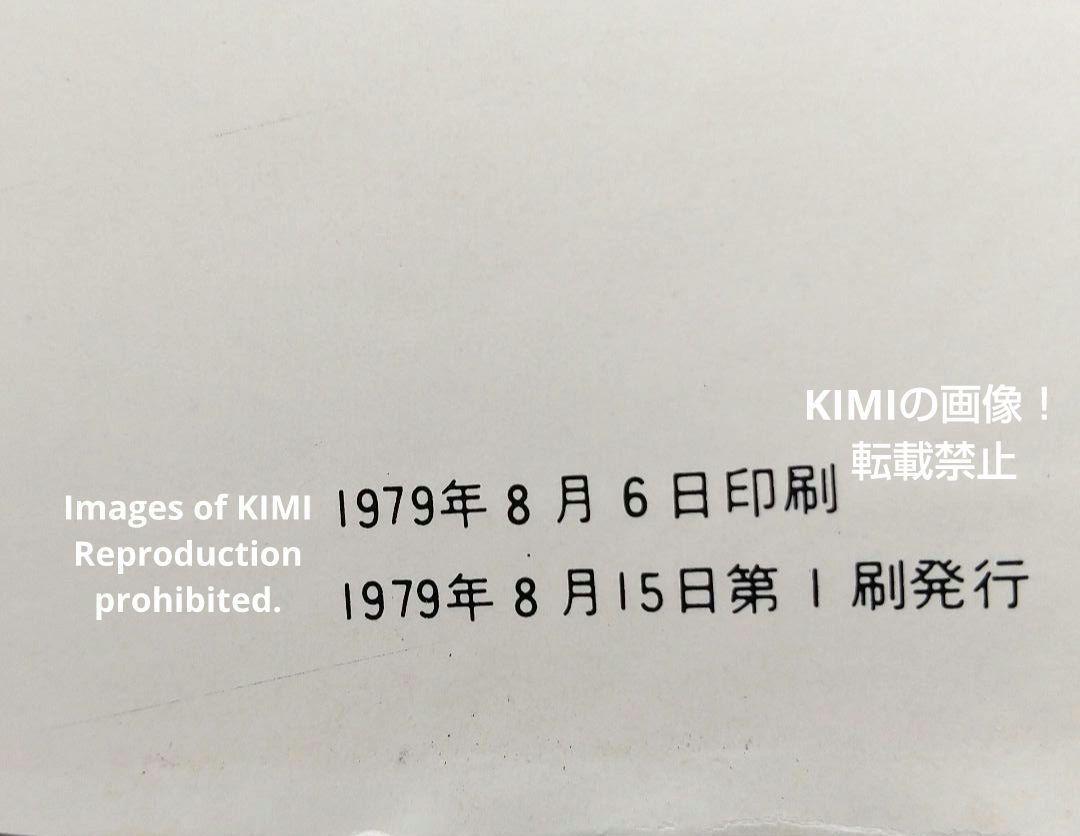 KIMIの画像！
転載禁止
Images of KIMI
Reproduction
prohibited.
1979年 8 月 6 日印刷
1979年 8 月15日第 1 刷発行